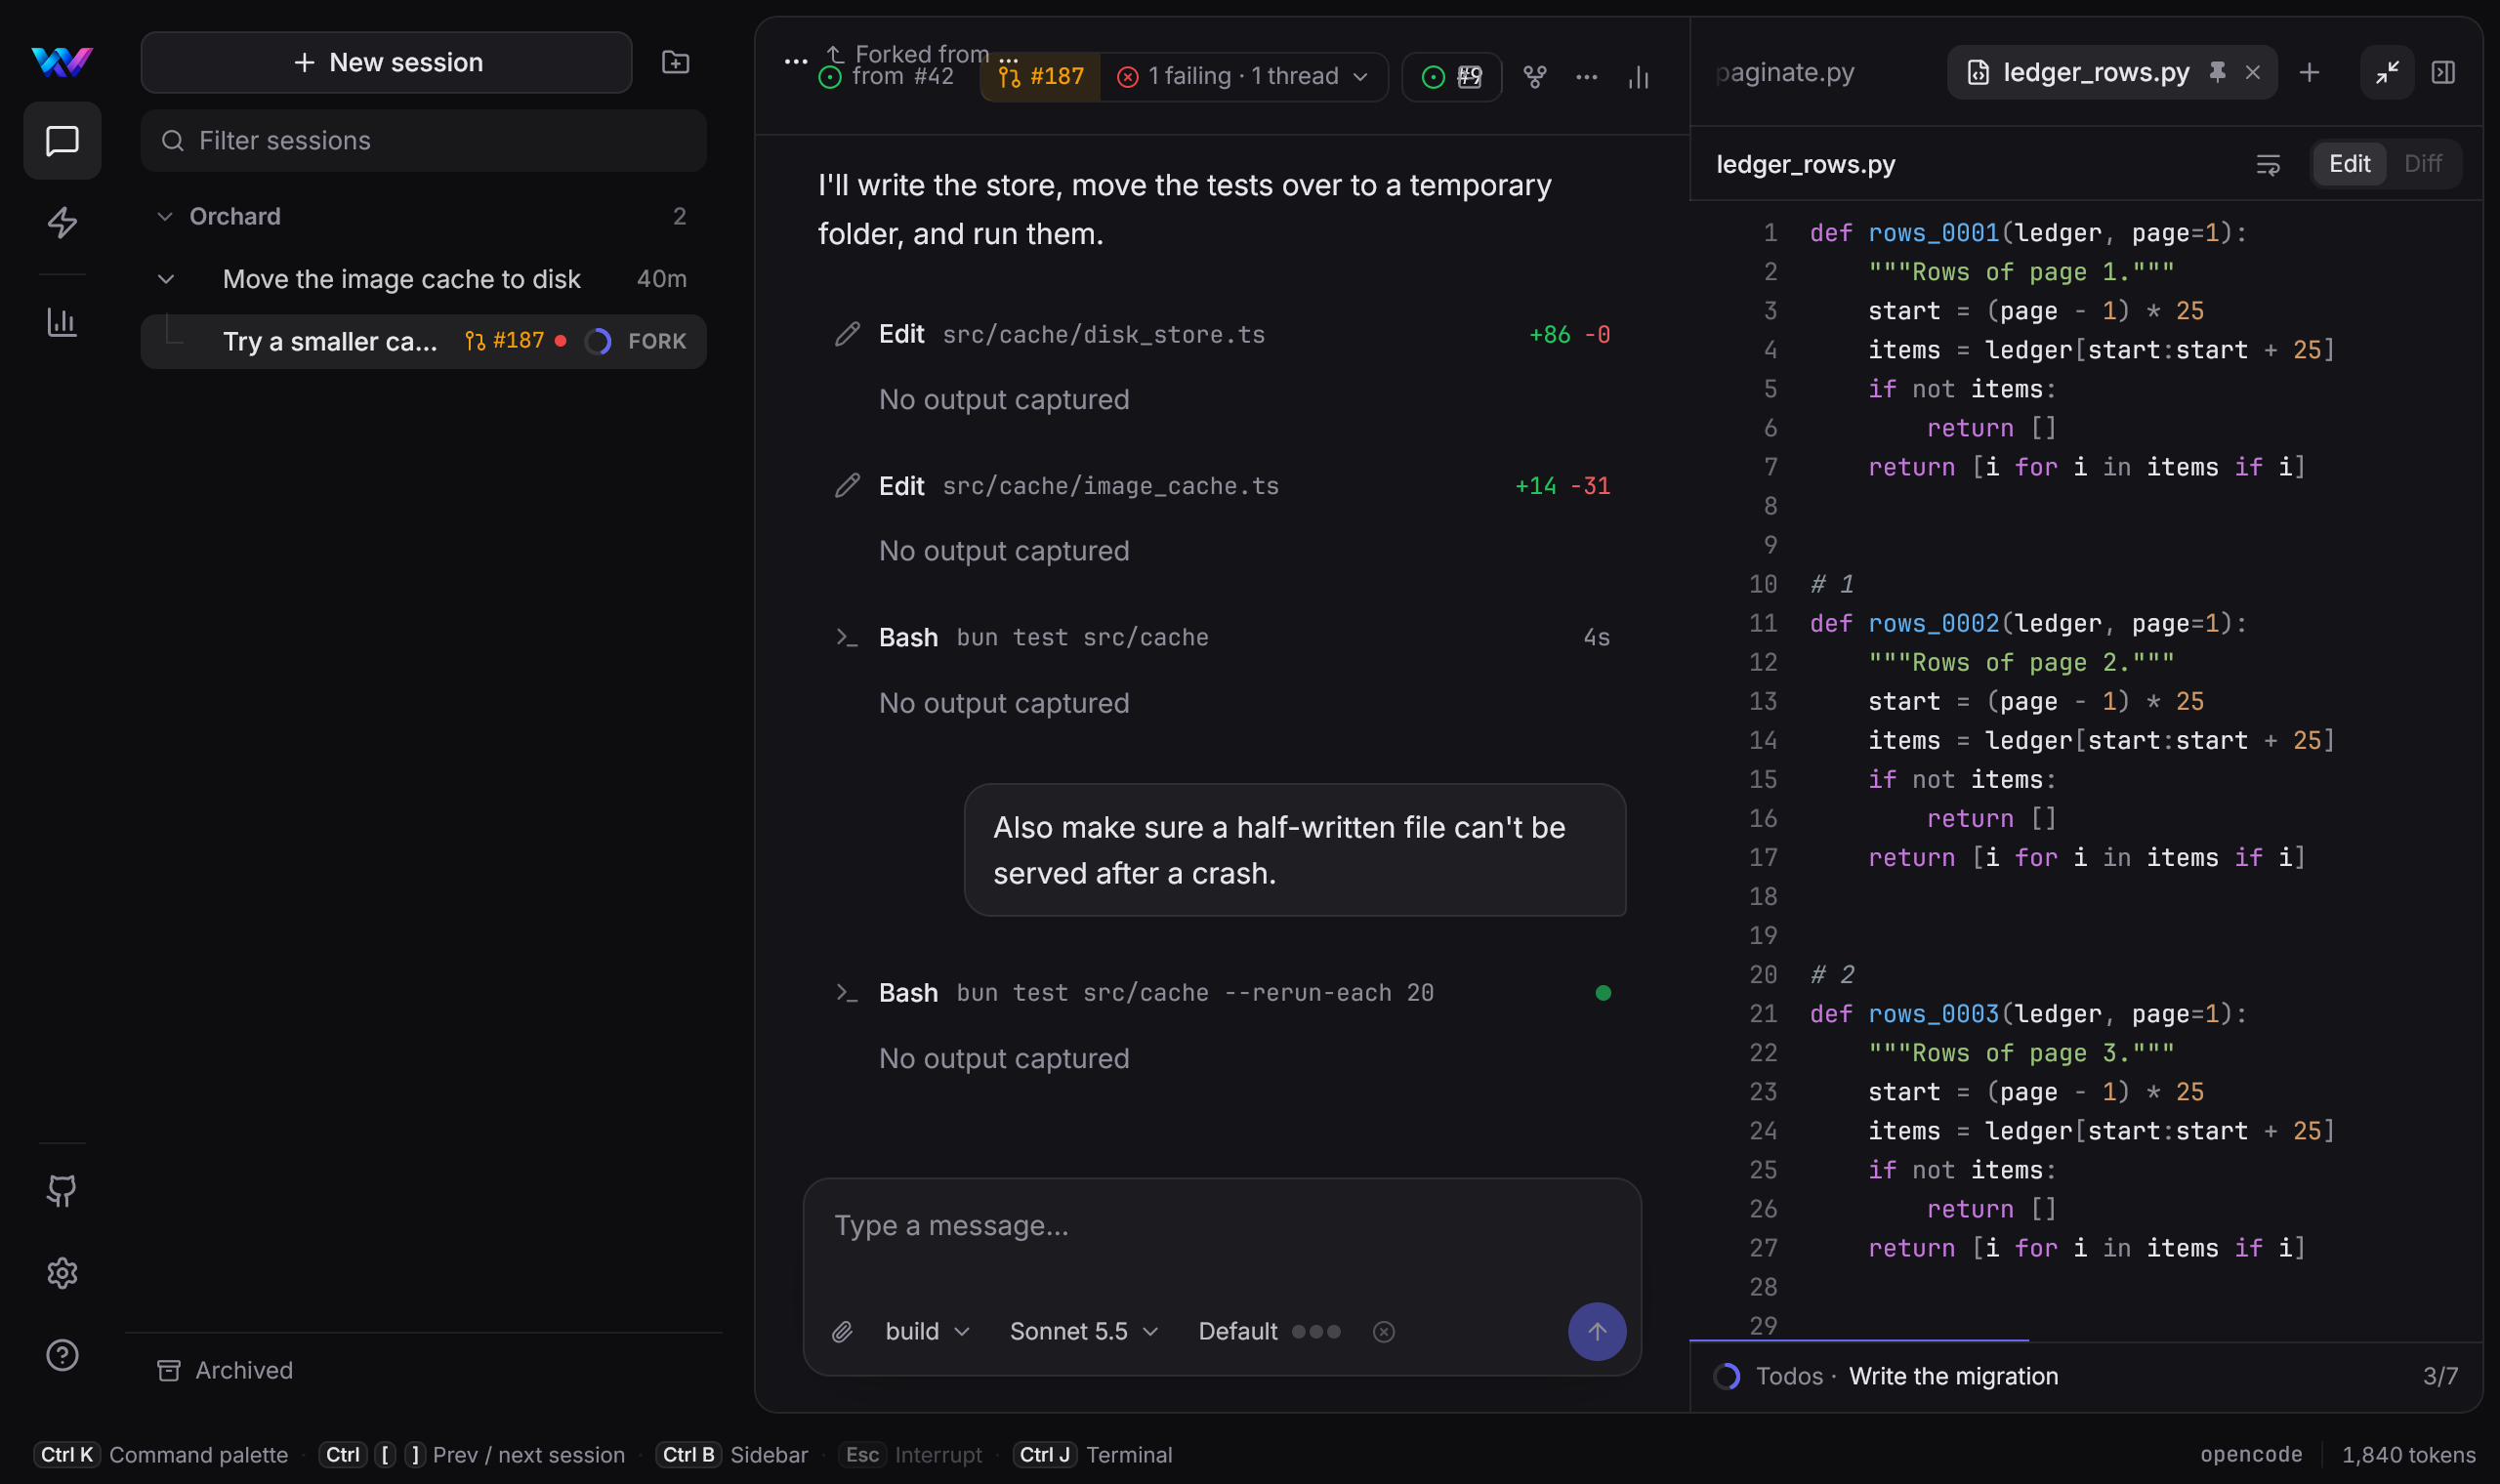 New session
Filter sessions
Orchard 2
Move the image cache to disk 40m
Try a smaller ca... #187 FORK
Archived
... Forked from ...
from #42 #187 1 failing · 1 thread #9
I'll write the store, move the tests over to a temporary
folder, and run them.
Edit src/cache/disk_store.ts +86 -0
No output captured
Edit src/cache/image_cache.ts +14 -31
No output captured
Bash bun test src/cache 4s
No output captured
Also make sure a half-written file can't be
served after a crash.
Bash bun test src/cache --rerun-each 20
No output captured
Type a message...
build Sonnet 5.5 Default
paginate.py ledger_rows.py
ledger_rows.py Edit Diff
1 def rows_0001(ledger, page=1):
2 """Rows of page 1."""
3 start = (page - 1) * 25
4 items = ledger[start:start + 25]
5 if not items:
6 return []
7 return [i for i in items if i]
8
9
10 # 1
11 def rows_0002(ledger, page=1):
12 """Rows of page 2."""
13 start = (page - 1) * 25
14 items = ledger[start:start + 25]
15 if not items:
16 return []
17 return [i for i in items if i]
18
19
20 # 2
21 def rows_0003(ledger, page=1):
22 """Rows of page 3."""
23 start = (page - 1) * 25
24 items = ledger[start:start + 25]
25 if not items:
26 return []
27 return [i for i in items if i]
28
29
Todos · Write the migration 3/7
Ctrl K Command palette · Ctrl [ ] Prev / next session · Ctrl B Sidebar · Esc Interrupt · Ctrl J Terminal opencode 1,840 tokens